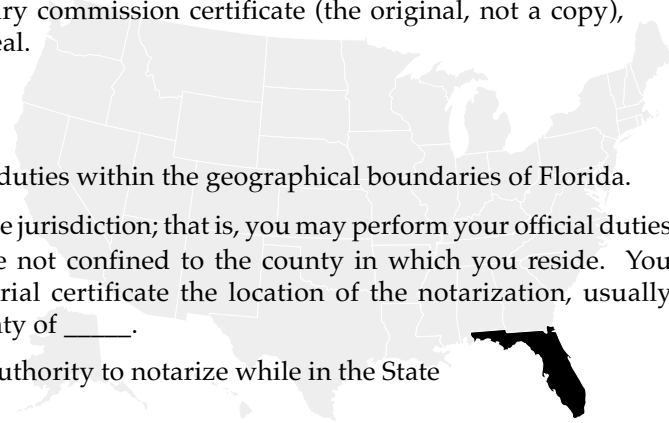 ry commission certificate (the original, not a copy),
eal.
duties within the geographical boundaries of Florida.
e jurisdiction; that is, you may perform your official duties
e not confined to the county in which you reside. You
rial certificate the location of the notarization, usually
nty of _____.
uthority to notarize while in the State